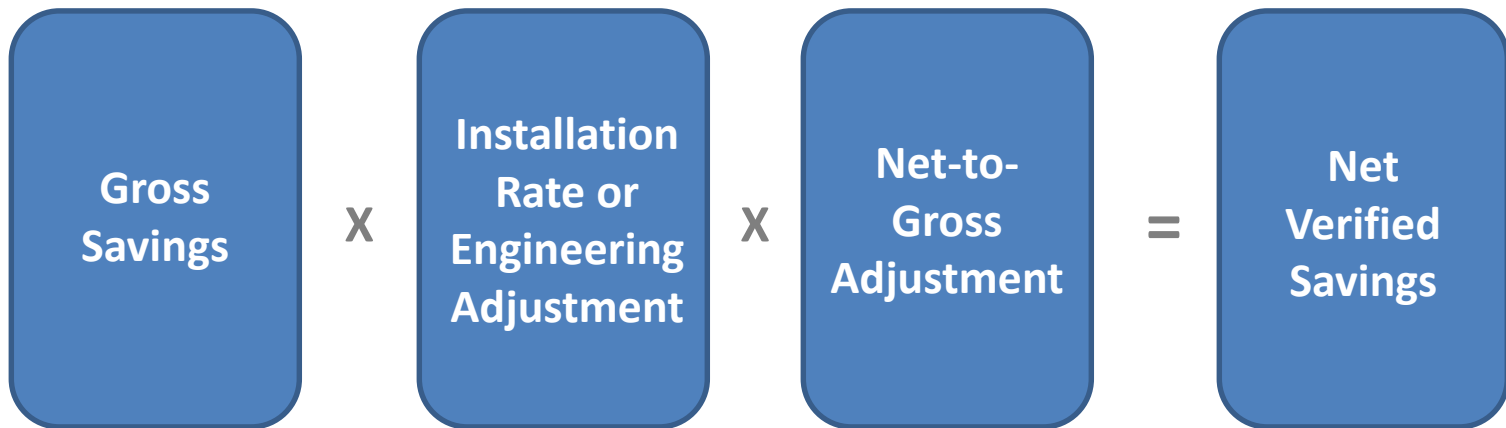 Gross
Savings
X
Installation
Rate or
Engineering
Adjustment
X
Net-to-
Gross
Adjustment
=
Net
Verified
Savings